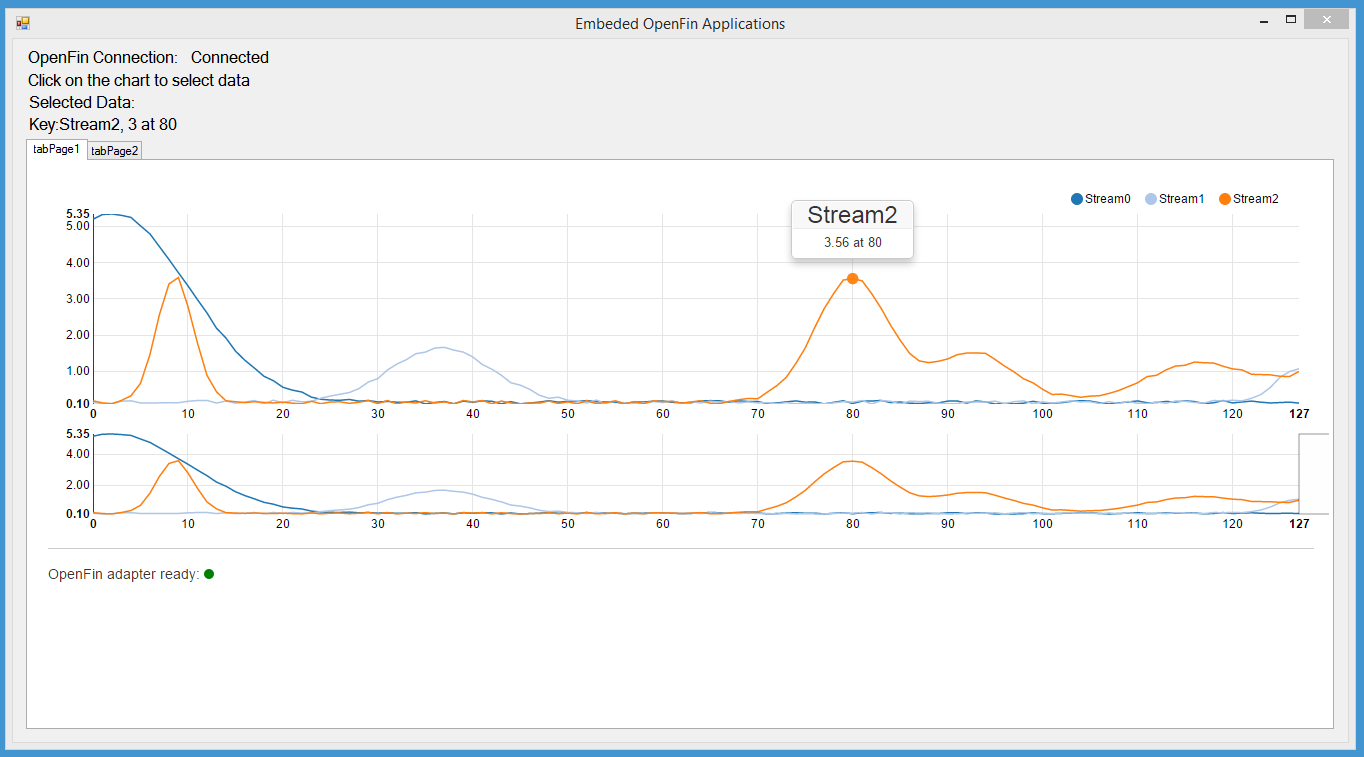 Embeded OpenFin Applications
OpenFin Connection: Connected
Click on the chart to select data
Selected Data:
Key:Stream2, 3 at 80
tabPage1 tabPage2
Stream0 Stream1 Stream2
Stream2
3.56 at 80
5.35
5.00
4.00
3.00
2.00
1.00
0.10
0 10 20 30 40 50 60 70 80 90 100 110 120 127
5.35
4.00
2.00
0.10
0 10 20 30 40 50 60 70 80 90 100 110 120 127
OpenFin adapter ready: